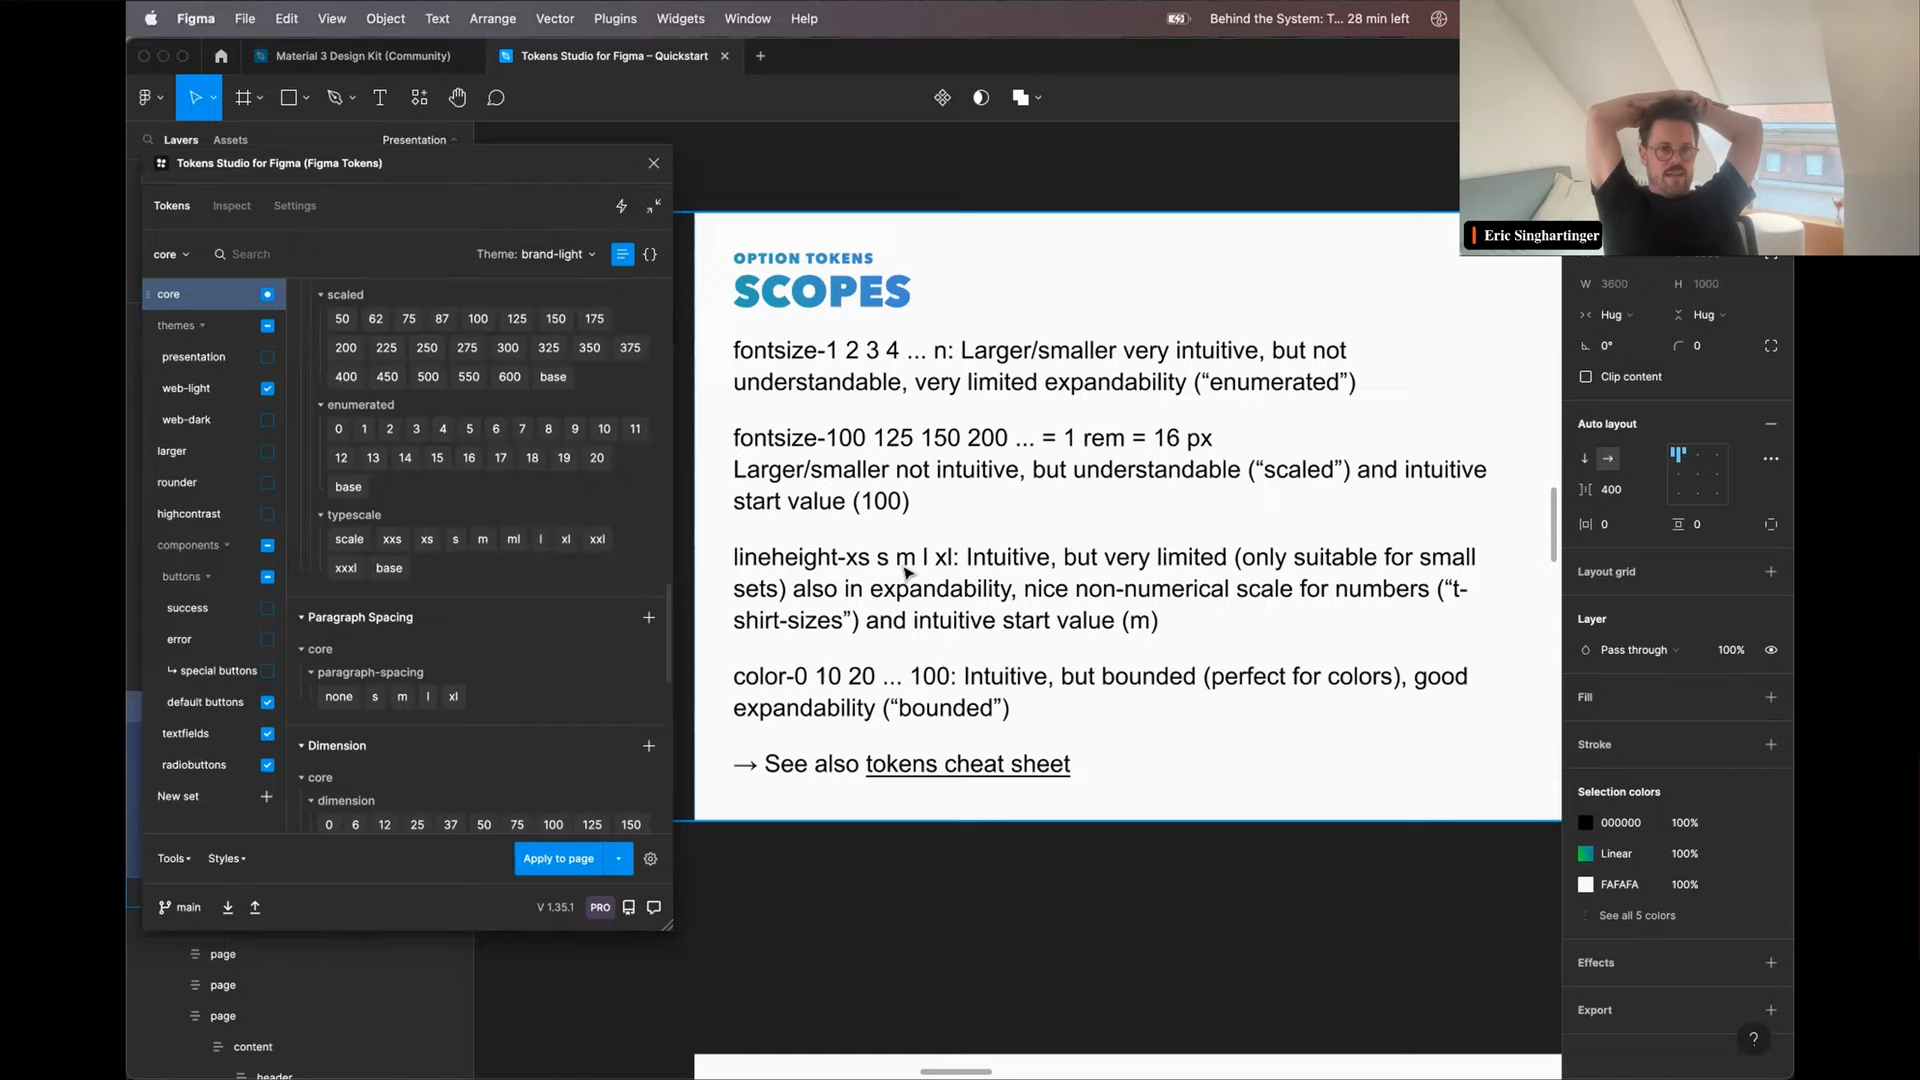 Figma File Edit View Object Text Arrange Vector Plugins Widgets Window Help
Behind the System: T... 28 min left
Material 3 Design Kit (Community)
Tokens Studio for Figma – Quickstart
Layers Assets Presentation
Tokens Studio for Figma (Figma Tokens)
Tokens Inspect Settings
core Search Theme: brand-light
core
themes
presentation
web-light
web-dark
larger
rounder
highcontrast
components
buttons
success
error
↳ special buttons
default buttons
textfields
radiobuttons
New set
scaled
50 62 75 87 100 125 150 175
200 225 250 275 300 325 350 375
400 450 500 550 600 base
enumerated
0 1 2 3 4 5 6 7 8 9 10 11
12 13 14 15 16 17 18 19 20
base
typescale
scale xxs xs s m ml l xl xxl
xxxl base
Paragraph Spacing
core
paragraph-spacing
none s m l xl
Dimension
core
dimension
0 6 12 25 37 50 75 100 125 150
Tools Styles Apply to page
main V 1.35.1 PRO
page
page
page
content
header
OPTION TOKENS
SCOPES
fontsize-1 2 3 4 ... n: Larger/smaller very intuitive, but not
understandable, very limited expandability (“enumerated”)
fontsize-100 125 150 200 ... = 1 rem = 16 px
Larger/smaller not intuitive, but understandable (“scaled”) and intuitive
start value (100)
lineheight-xs s m l xl: Intuitive, but very limited (only suitable for small
sets) also in expandability, nice non-numerical scale for numbers (“t-
shirt-sizes”) and intuitive start value (m)
color-0 10 20 ... 100: Intuitive, but bounded (perfect for colors), good
expandability (“bounded”)
→ See also tokens cheat sheet
Eric Singhartinger
W 3600 H 1000
Hug Hug
0° 0
Clip content
Auto layout
400
0 0
Layout grid
Layer
Pass through 100%
Fill
Stroke
Selection colors
000000 100%
Linear 100%
FAFAFA 100%
See all 5 colors
Effects
Export
?